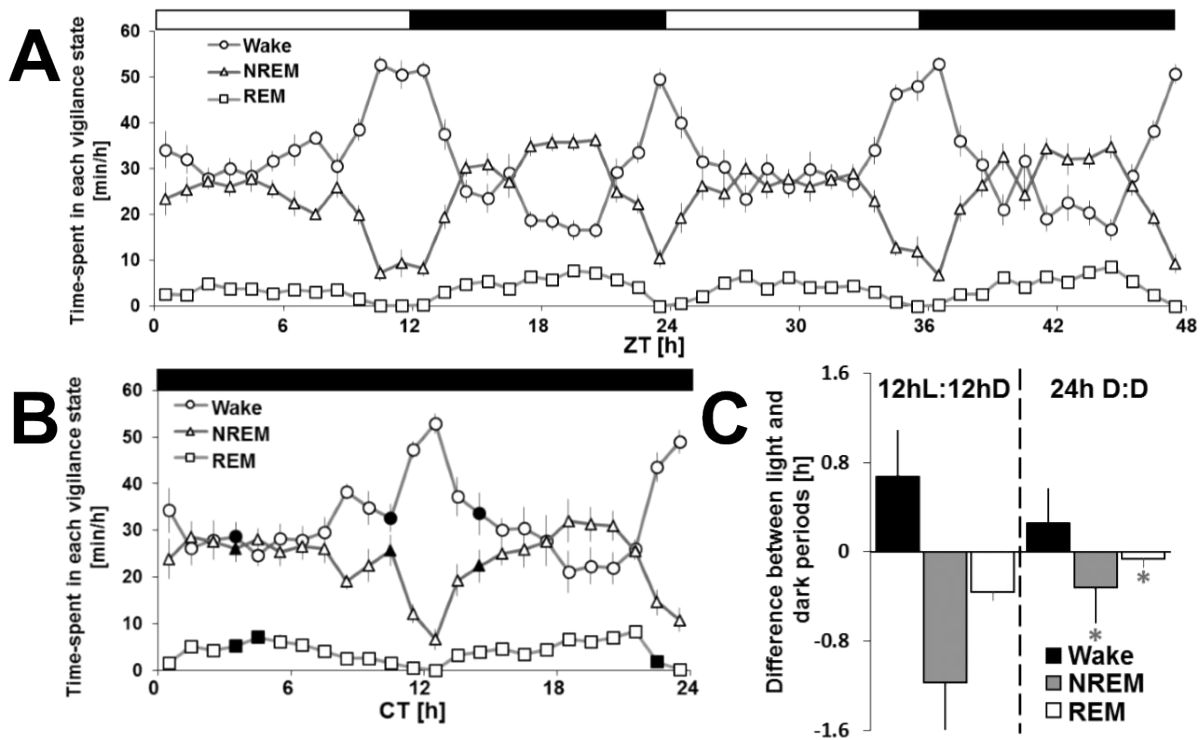 A
60
50
40
30
20
10
0
Time-spent in each vigilance state
[min/h]
Wake
NREM
REM
0 6 12 18 24 30 36 42 48
ZT [h]
B
60
50
40
30
20
10
0
Time-spent in each vigilance state
[min/h]
Wake
NREM
REM
0 6 12 18 24
CT [h]
C
1.6
0.8
0
-0.8
-1.6
Difference between light and
dark periods [h]
12hL:12hD 24h D:D
*
*
Wake
NREM
REM